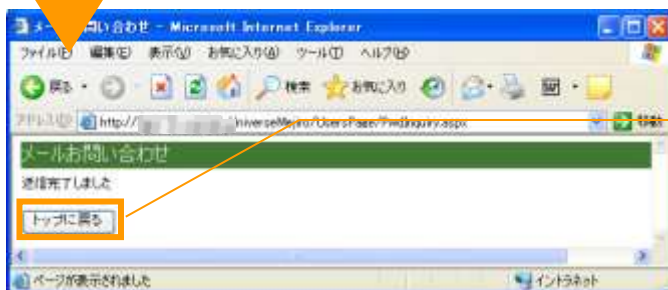 メールお問い合わせ - Microsoft Internet Explorer
ファイル(F) 編集(E) 表示(V) お気に入り(A) ツール(T) ヘルプ(H)
戻る 検索 お気に入り
アドレス(D) http:// niverseMejiro/UsersPage/PwdInquiry.aspx 移動
メールお問い合わせ
送信完了しました
トップに戻る
ページが表示されました イントラネット